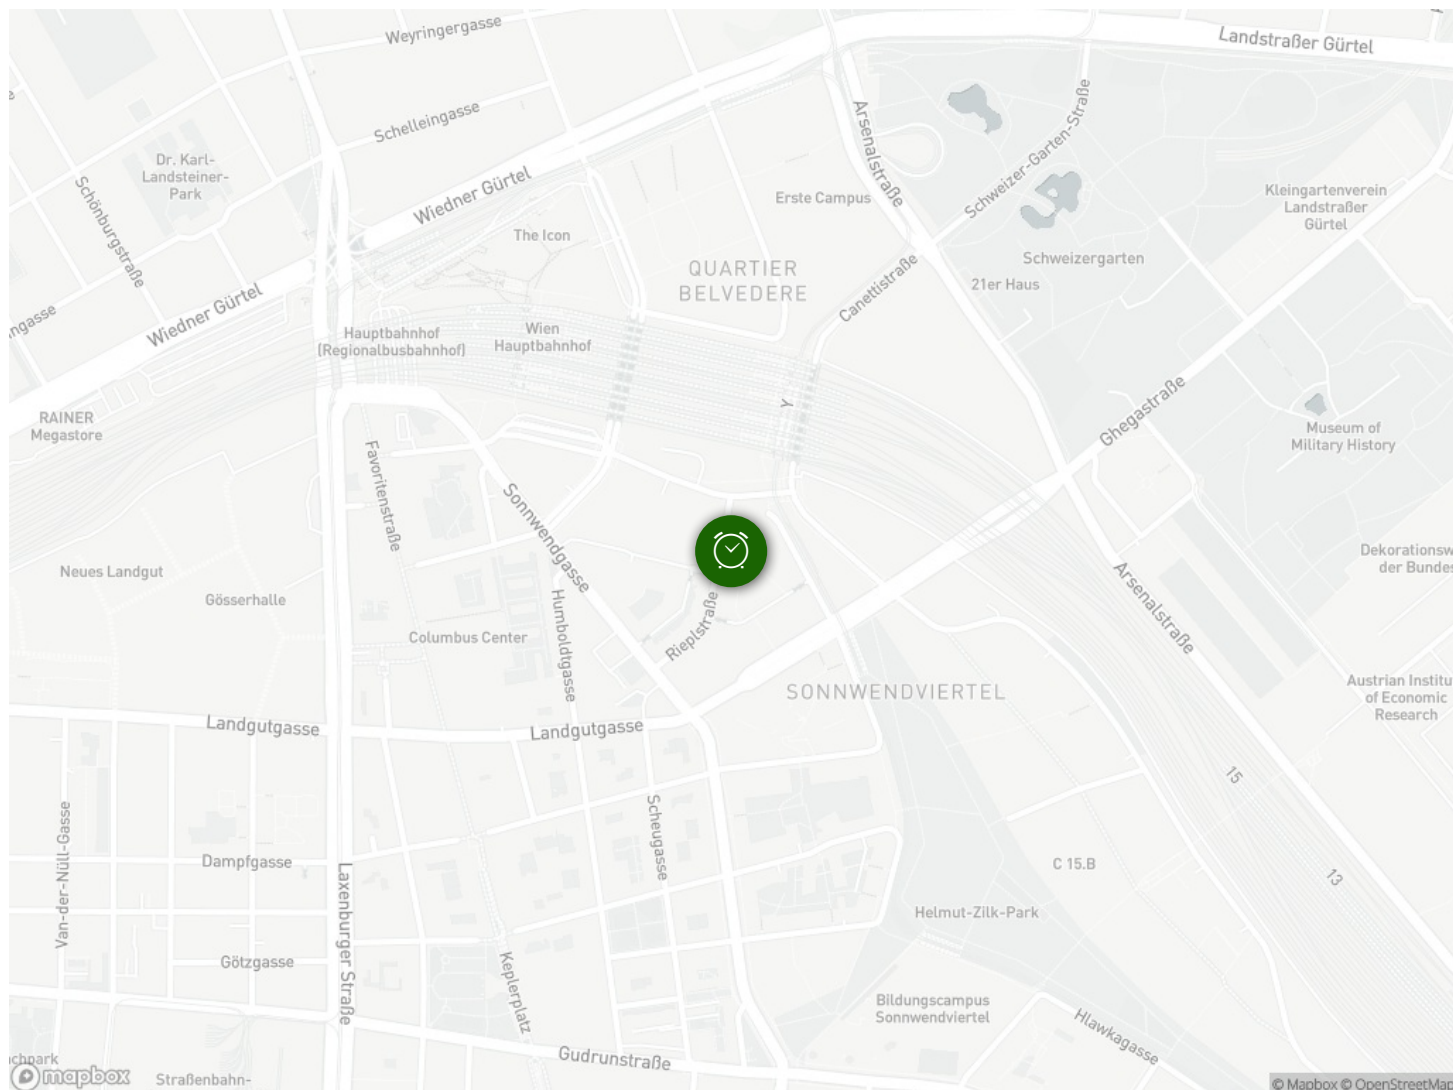 Weyringergasse
Landstraßer Gürtel
Schelleingasse
Arsenalstraße
Schweizer-Garten-Straße
Dr. Karl-
Landsteiner-
Park
Schönburgstraße
Wiedner Gürtel
Erste Campus
Kleingartenverein
Landstraßer
Gürtel
The Icon
QUARTIER
BELVEDERE
Schweizergarten
21er Haus
Canettistraße
Wiedner Gürtel
ngasse
Hauptbahnhof
(Regionalbusbahnhof)
Wien
Hauptbahnhof
Y
Ghegastraße
RAINER
Megastore
Museum of
Military History
Favoritenstraße
Sonnwendgasse
Neues Landgut
Gösserhalle
Dekorationsw
der Bundes
Arsenalstraße
Humboldtgasse
Columbus Center
Rieplstraße
SONNWENDVIERTEL
Austrian Institu
of Economic
Research
Landgutgasse
Landgutgasse
15
Van-der-Nüll-Gasse
Scheugasse
Dampfgasse
Laxenburger Straße
C 15.B
13
Helmut-Zilk-Park
Götzgasse
Keplerplatz
Bildungscampus
Sonnwendviertel
Hlawkagasse
Gudrunstraße
chpark
mapbox
Straßenbahn-
© Mapbox © OpenStreetMap